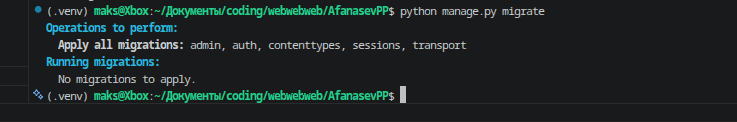 (.venv) maks@Xbox:~/Документы/coding/webwebweb/AfanasevPP$ python manage.py migrate
Operations to perform:
Apply all migrations: admin, auth, contenttypes, sessions, transport
Running migrations:
No migrations to apply.
(.venv) maks@Xbox:~/Документы/coding/webwebweb/AfanasevPP$